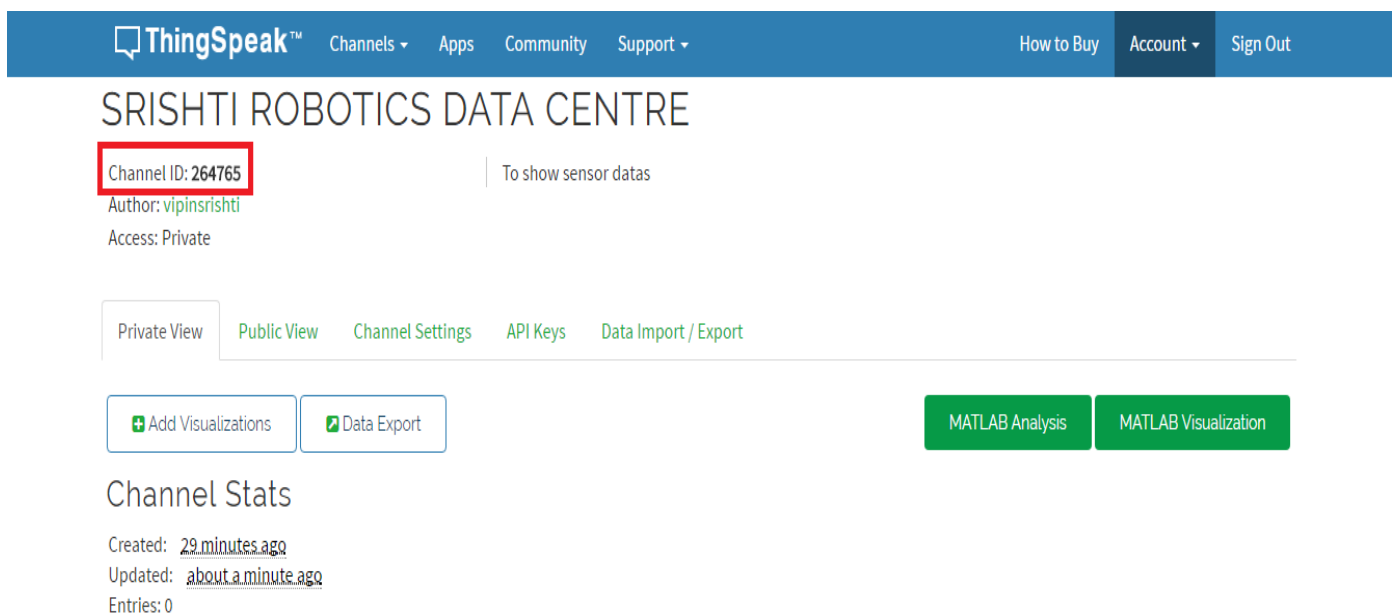 ThingSpeak™ Channels Apps Community Support How to Buy Account Sign Out
SRISHTI ROBOTICS DATA CENTRE
Channel ID: 264765 To show sensor datas
Author: vipinsrishti
Access: Private
Private View Public View Channel Settings API Keys Data Import / Export
Add Visualizations Data Export MATLAB Analysis MATLAB Visualization
Channel Stats
Created: 29 minutes ago
Updated: about a minute ago
Entries: 0